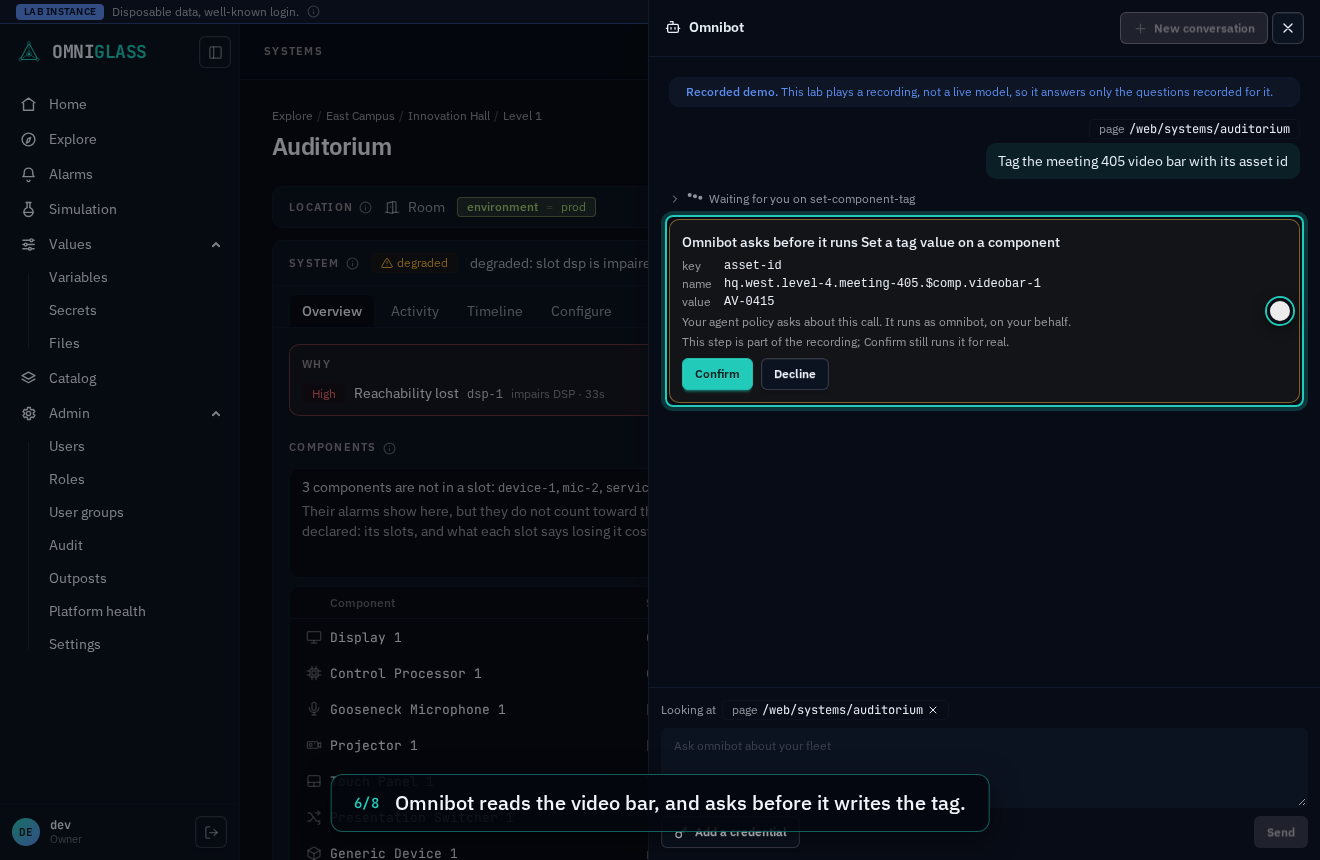 LAB INSTANCE Disposable data, well-known login.
OMNIGLASS
Home
Explore
Alarms
Simulation
Values
Variables
Secrets
Files
Catalog
Admin
Users
Roles
User groups
Audit
Outposts
Platform health
Settings
DE dev
Owner
SYSTEMS
Explore / East Campus / Innovation Hall / Level 1
Auditorium
LOCATION Room environment = prod
SYSTEM degraded degraded: slot dsp is impaire
Overview Activity Timeline Configure
WHY
High Reachability lost dsp-1 impairs DSP · 33s
COMPONENTS
3 components are not in a slot: device-1, mic-2, servic
Their alarms show here, but they do not count toward th
declared: its slots, and what each slot says losing it cos
Component
Display 1
Control Processor 1
Gooseneck Microphone 1
Projector 1
Touch Panel 1
Presentation Switcher 1
Generic Device 1
Omnibot
New conversation
Recorded demo. This lab plays a recording, not a live model, so it answers only the questions recorded for it.
page /web/systems/auditorium
Tag the meeting 405 video bar with its asset id
Waiting for you on set-component-tag
Omnibot asks before it runs Set a tag value on a component
key asset-id
name hq.west.level-4.meeting-405.$comp.videobar-1
value AV-0415
Your agent policy asks about this call. It runs as omnibot, on your behalf.
This step is part of the recording; Confirm still runs it for real.
Confirm Decline
Looking at page /web/systems/auditorium ×
Ask omnibot about your fleet
Add a credential
Send
6/8 Omnibot reads the video bar, and asks before it writes the tag.